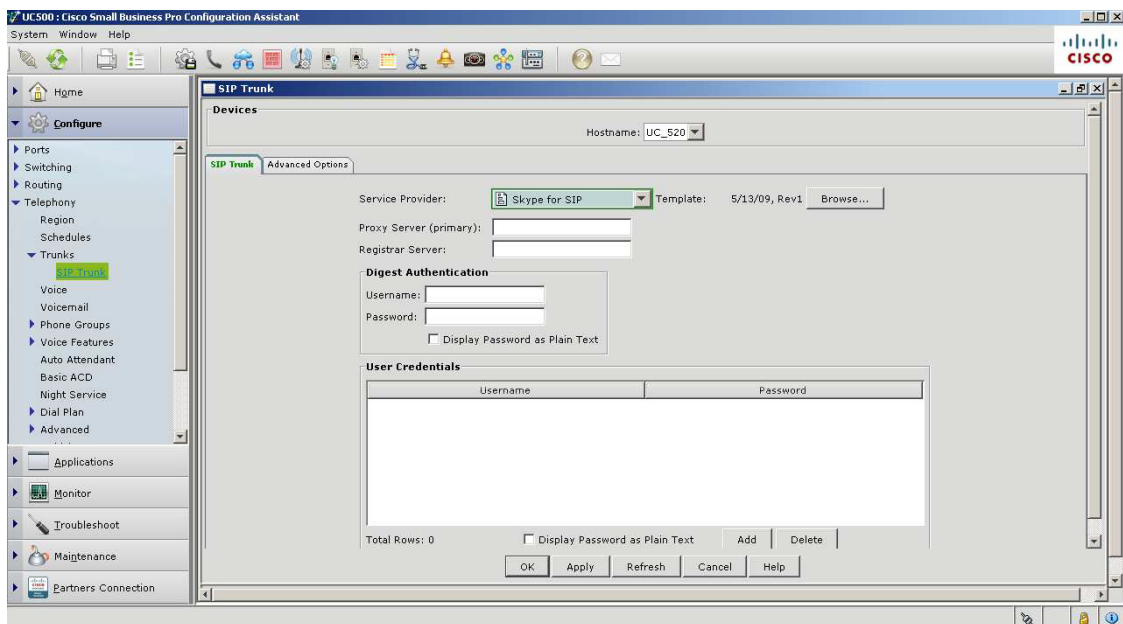 UC500 : Cisco Small Business Pro Configuration Assistant
System Window Help
CISCO
Home
Configure
Ports
Switching
Routing
Telephony
Region
Schedules
Trunks
SIP Trunk
Voice
Voicemail
Phone Groups
Voice Features
Auto Attendant
Basic ACD
Night Service
Dial Plan
Advanced
Applications
Monitor
Troubleshoot
Maintenance
Partners Connection
SIP Trunk
Devices
Hostname: UC_520
SIP Trunk Advanced Options
Service Provider: Skype for SIP Template: 5/13/09, Rev1 Browse...
Proxy Server (primary):
Registrar Server:
Digest Authentication
Username:
Password:
Display Password as Plain Text
User Credentials
Username Password
Total Rows: 0 Display Password as Plain Text Add Delete
OK Apply Refresh Cancel Help